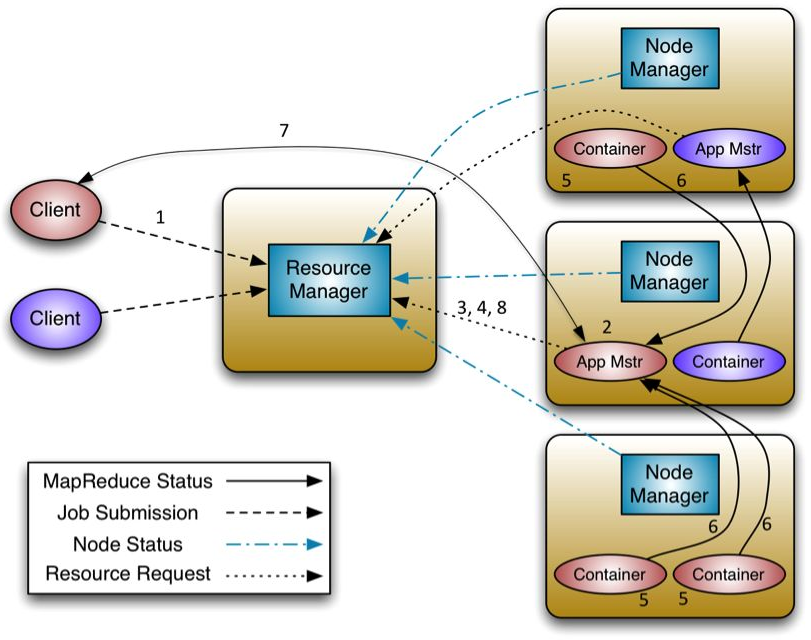 Node
Manager
Container
App Mstr
5
6
7
Client
1
Resource
Manager
Client
Node
Manager
3, 4, 8
2
App Mstr
Container
Node
Manager
6
6
Container
Container
5
5
MapReduce Status
Job Submission
Node Status
Resource Request